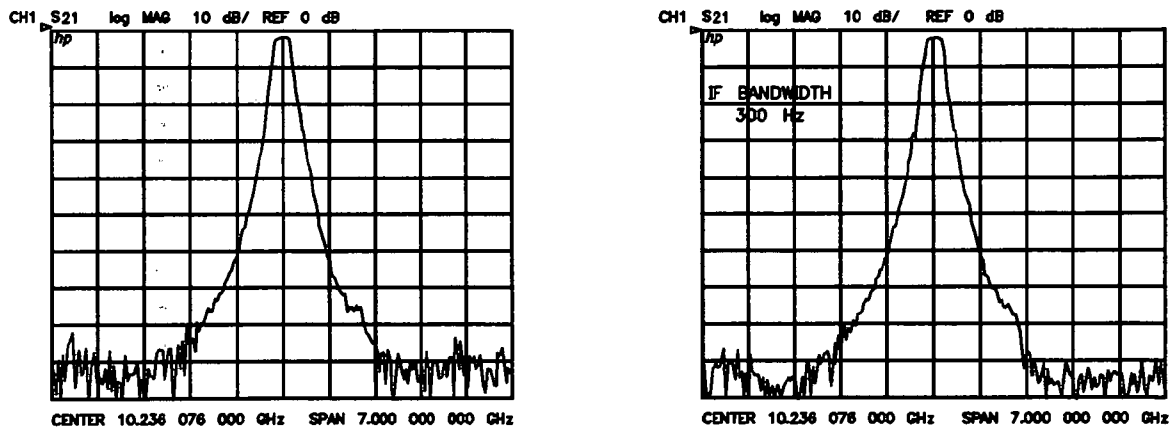 CH1 S21 log MAG 10 dB/ REF 0 dB
hp
CENTER 10.236 076 000 GHz SPAN 7.000 000 000 GHz
CH1 S21 log MAG 10 dB/ REF 0 dB
hp
IF BANDWIDTH
300 Hz
CENTER 10.236 076 000 GHz SPAN 7.000 000 000 GHz